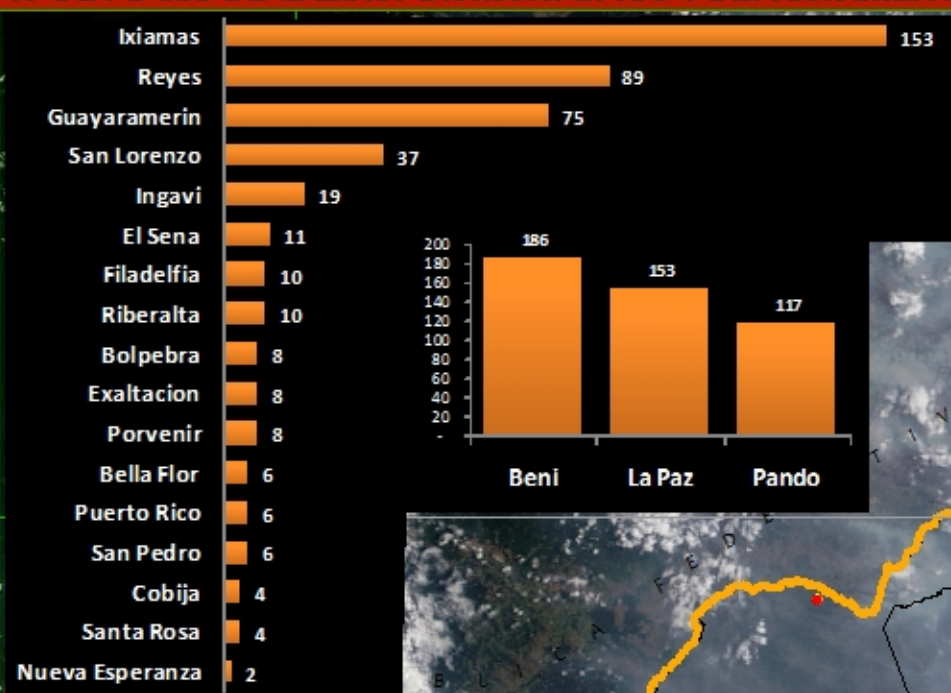 Ixiamas 153
Reyes 89
Guayaramerin 75
San Lorenzo 37
Ingavi 19
El Sena 11
Filadelfia 10
Riberalta 10
Bolpebra 8
Exaltacion 8
Porvenir 8
Bella Flor 6
Puerto Rico 6
San Pedro 6
Cobija 4
Santa Rosa 4
Nueva Esperanza 2
186
153
117
200
180
160
140
120
100
80
60
40
20
-
Beni La Paz Pando
T I V
B L I C A F E D E